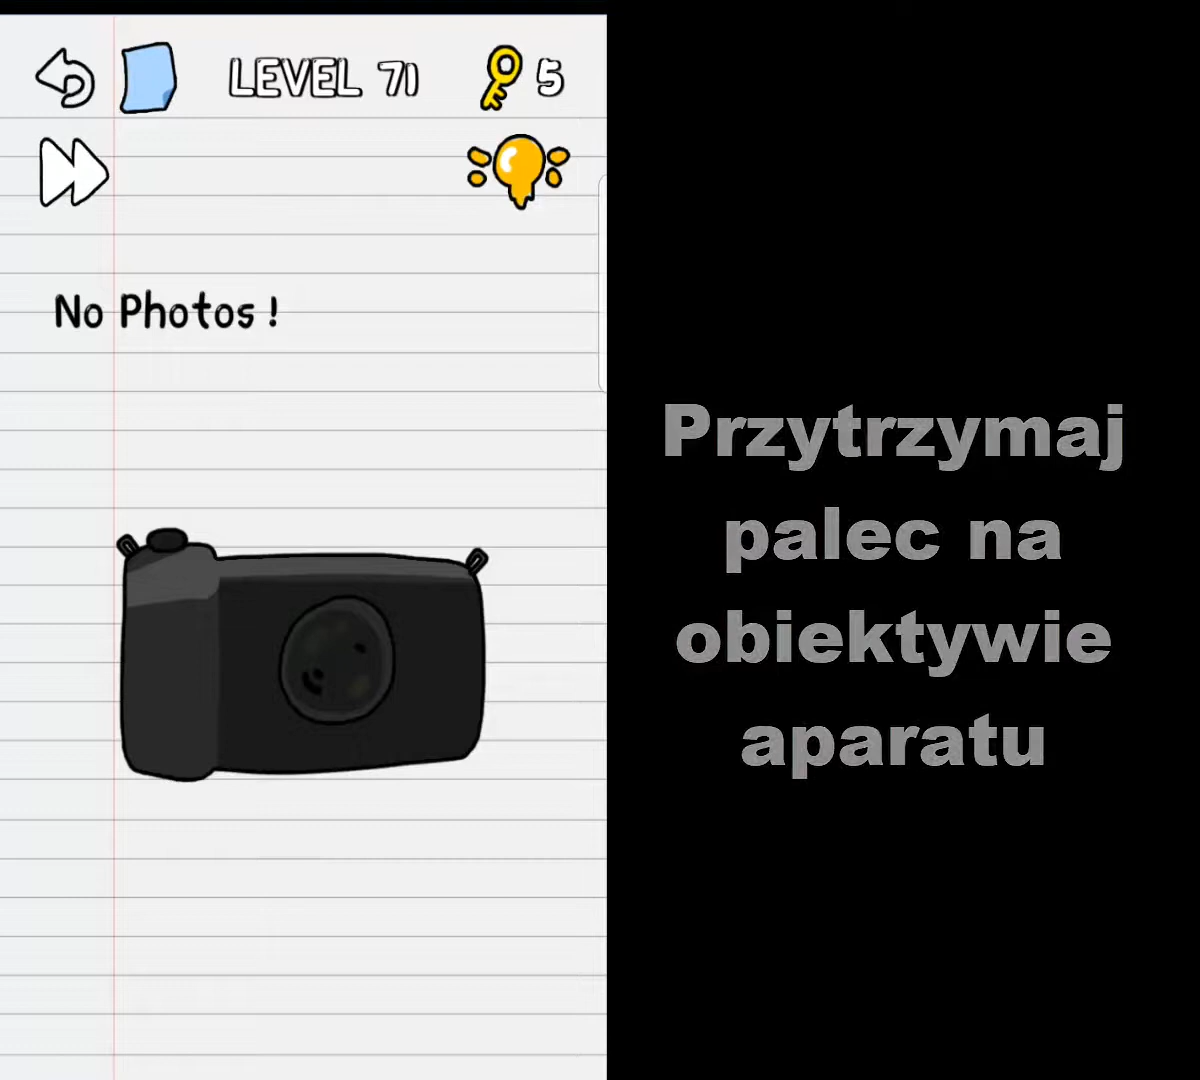 LEVEL 71
5
No Photos !
Przytrzymaj
palec na
obiektywie
aparatu